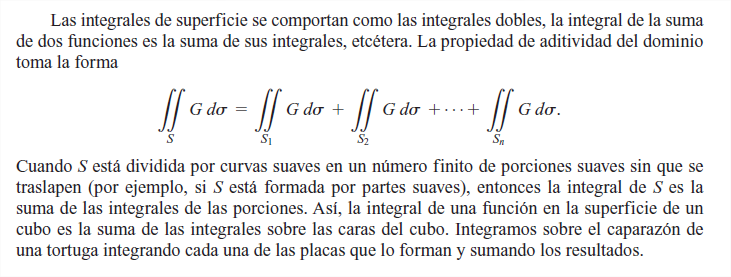 Las integrales de superficie se comportan como las integrales dobles, la integral de la suma
de dos funciones es la suma de sus integrales, etcétera. La propiedad de aditividad del dominio
toma la forma
∬_S G dσ = ∬_{S₁} G dσ + ∬_{S₂} G dσ + ··· + ∬_{Sₙ} G dσ.
Cuando S está dividida por curvas suaves en un número finito de porciones suaves sin que se
traslapen (por ejemplo, si S está formada por partes suaves), entonces la integral de S es la
suma de las integrales de las porciones. Así, la integral de una función en la superficie de un
cubo es la suma de las integrales sobre las caras del cubo. Integramos sobre el caparazón de
una tortuga integrando cada una de las placas que lo forman y sumando los resultados.